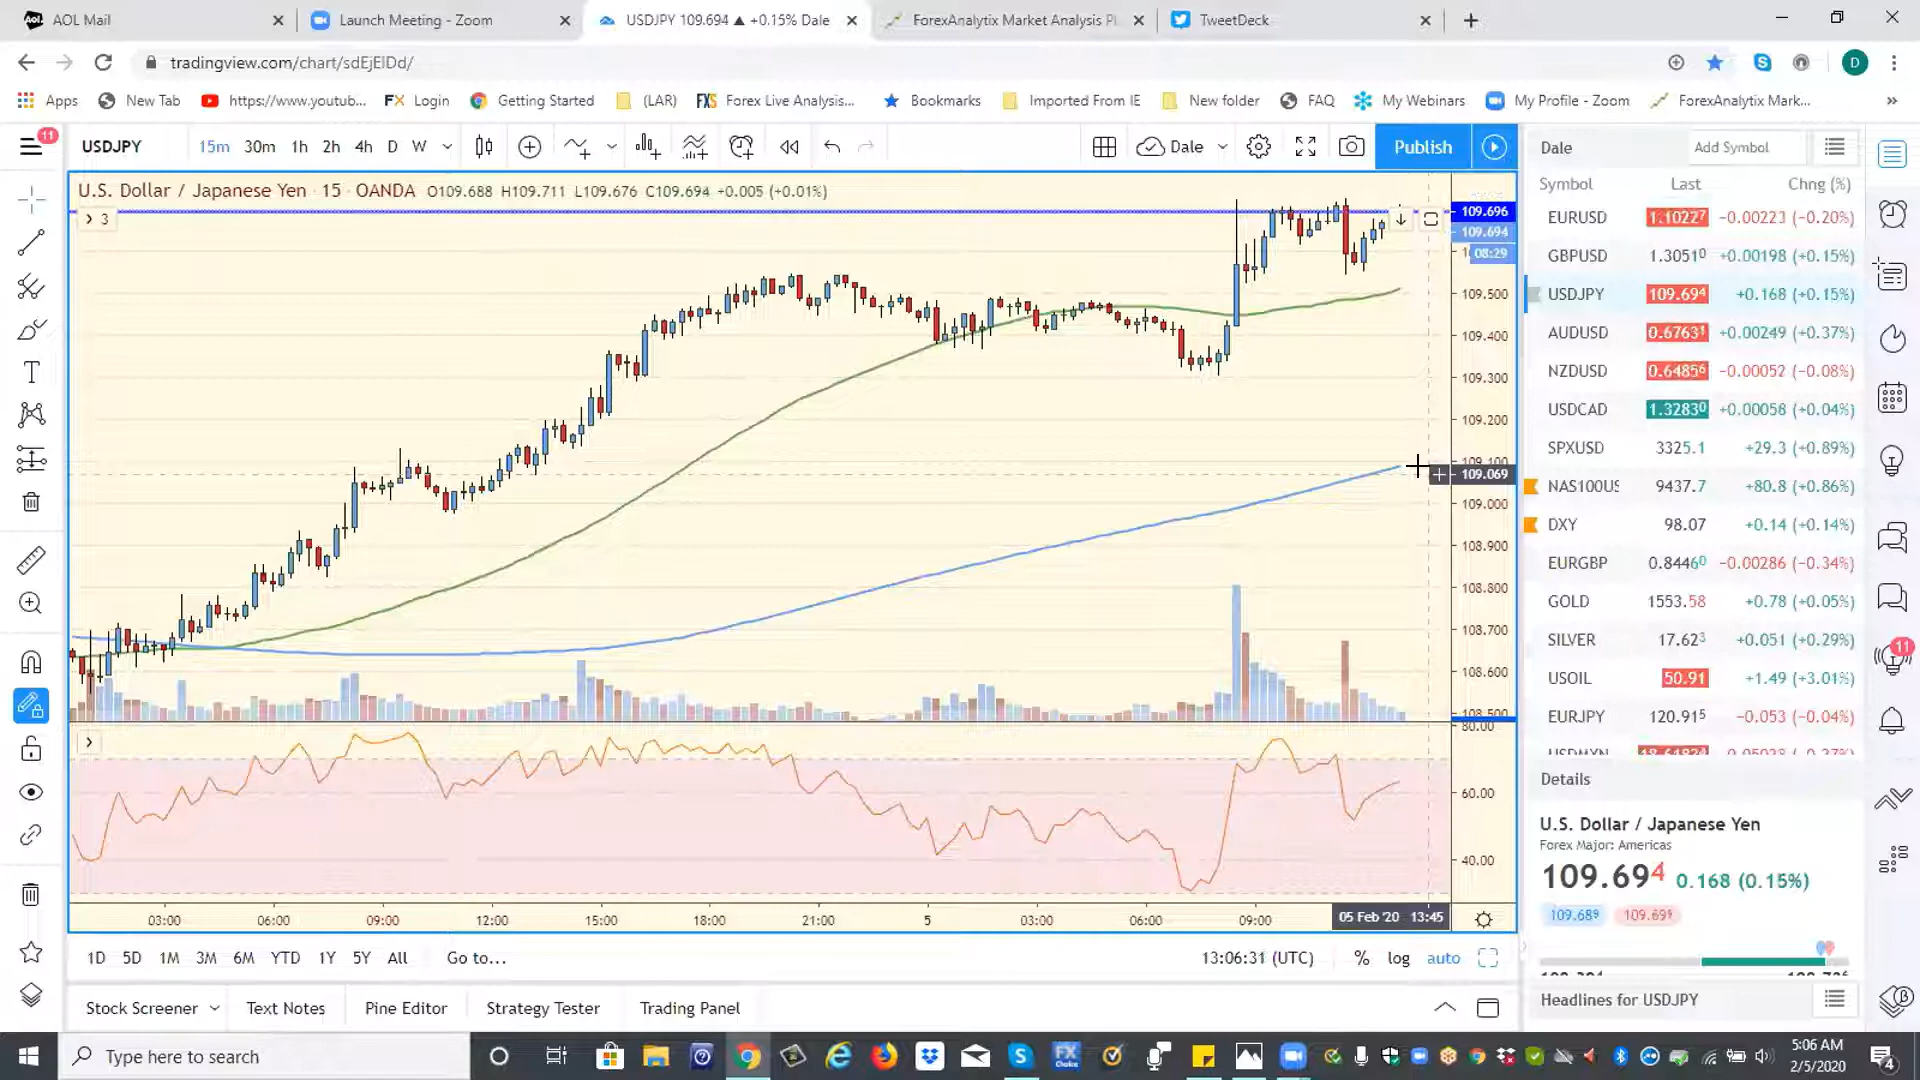 AOL Mail
Launch Meeting - Zoom
USDJPY 109.694 ▲ +0.15% Dale
ForexAnalytix Market Analysis Pl
TweetDeck
tradingview.com/chart/sdEjElDd/
D
Apps
New Tab
https://www.youtub...
FX Login
Getting Started
(LAR)
FXS Forex Live Analysis...
Bookmarks
Imported From IE
New folder
FAQ
My Webinars
My Profile - Zoom
ForexAnalytix Mark...
»
11
USDJPY
15m 30m 1h 2h 4h D W
Dale
Publish
U.S. Dollar / Japanese Yen · 15 · OANDA O109.688 H109.711 L109.676 C109.694 +0.005 (+0.01%)
3
109.696
109.694
08:29
109.500
109.400
109.300
109.200
109.100
109.069
109.000
108.900
108.800
108.700
108.600
108.500
80.00
60.00
40.00
03:00 06:00 09:00 12:00 15:00 18:00 21:00 5 03:00 06:00 09:00 05 Feb '20 13:45
1D 5D 1M 3M 6M YTD 1Y 5Y All Go to...
13:06:31 (UTC) % log auto
Stock Screener
Text Notes
Pine Editor
Strategy Tester
Trading Panel
Dale
Add Symbol
Symbol Last Chng (%)
EURUSD 1.10227 −0.00223 (−0.20%)
GBPUSD 1.30510 +0.00198 (+0.15%)
USDJPY 109.694 +0.168 (+0.15%)
AUDUSD 0.67631 +0.00249 (+0.37%)
NZDUSD 0.64856 −0.00052 (−0.08%)
USDCAD 1.32830 +0.00058 (+0.04%)
SPXUSD 3325.1 +29.3 (+0.89%)
NAS100US 9437.7 +80.8 (+0.86%)
DXY 98.07 +0.14 (+0.14%)
EURGBP 0.84460 −0.00286 (−0.34%)
GOLD 1553.58 +0.78 (+0.05%)
SILVER 17.623 +0.051 (+0.29%)
USOIL 50.91 +1.49 (+3.01%)
EURJPY 120.915 −0.053 (−0.04%)
Details
U.S. Dollar / Japanese Yen
Forex Major: Americas
109.694 0.168 (0.15%)
109.689 109.699
Headlines for USDJPY
11
Type here to search
FX
5:06 AM
2/5/2020
4